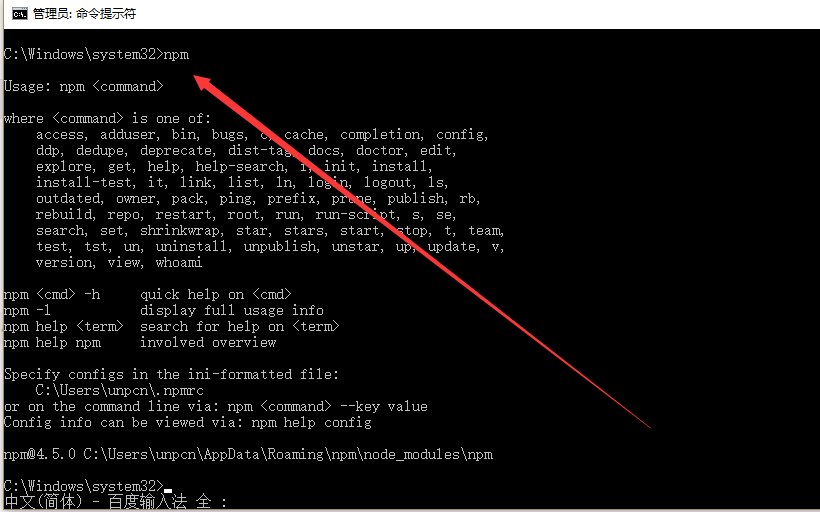 管理员: 命令提示符
C:\Windows\system32>npm
Usage: npm <command>
where <command> is one of:
access, adduser, bin, bugs, c, cache, completion, config,
ddp, dedupe, deprecate, dist-tag, docs, doctor, edit,
explore, get, help, help-search, i, init, install,
install-test, it, link, list, ln, login, logout, ls,
outdated, owner, pack, ping, prefix, prune, publish, rb,
rebuild, repo, restart, root, run, run-script, s, se,
search, set, shrinkwrap, star, stars, start, stop, t, team,
test, tst, un, uninstall, unpublish, unstar, up, update, v,
version, view, whoami
npm <cmd> -h quick help on <cmd>
npm -l display full usage info
npm help <term> search for help on <term>
npm help npm involved overview
Specify configs in the ini-formatted file:
C:\Users\unpcn\.npmrc
or on the command line via: npm <command> --key value
Config info can be viewed via: npm help config
npm@4.5.0 C:\Users\unpcn\AppData\Roaming\npm\node_modules\npm
C:\Windows\system32>
中文(简体) - 百度输入法 全 :